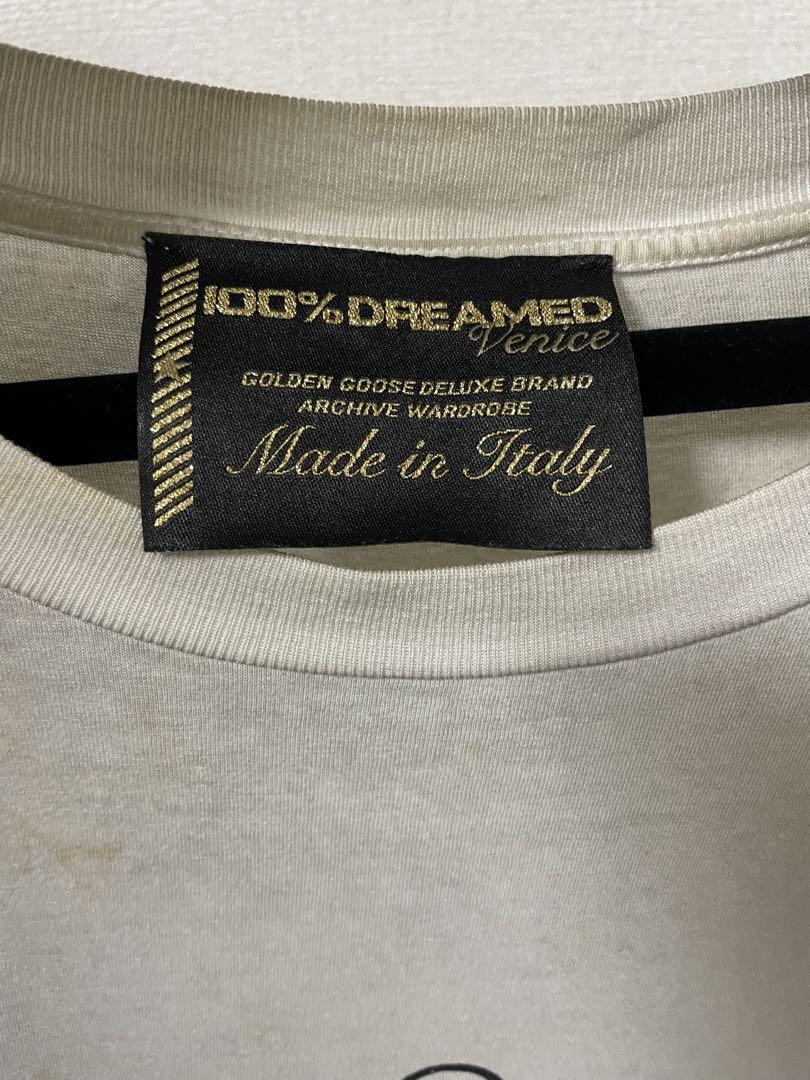 100% DREAMED
Venice
GOLDEN GOOSE DELUXE BRAND
ARCHIVE WARDROBE
Made in Italy